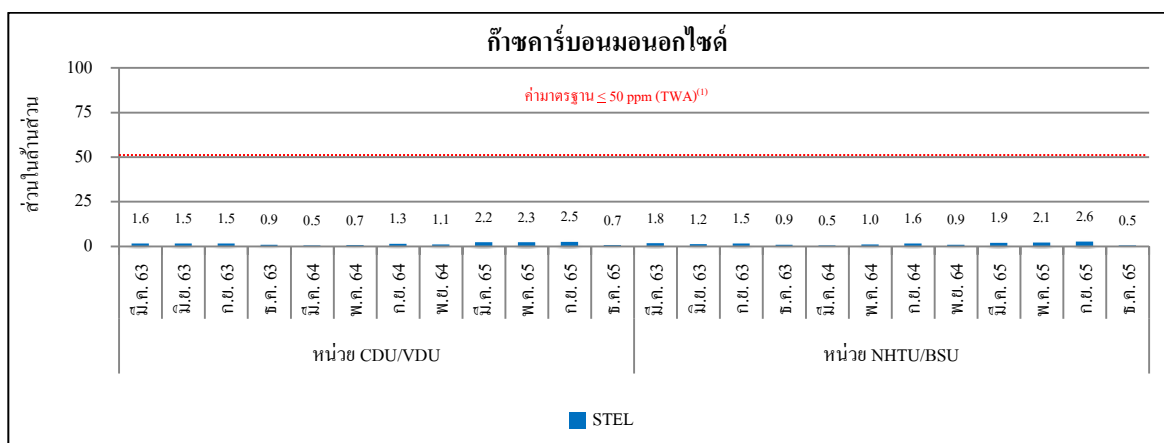 ก๊าซคาร์บอนมอนอกไซด์
ส่วนในล้านส่วน
100
75
50
25
0
ค่ามาตรฐาน ≤ 50 ppm (TWA)(1)
1.6 1.5 1.5 0.9 0.5 0.7 1.3 1.1 2.2 2.3 2.5 0.7 1.8 1.2 1.5 0.9 0.5 1.0 1.6 0.9 1.9 2.1 2.6 0.5
มี.ค. 63 มิ.ย. 63 ก.ย. 63 ธ.ค. 63 มี.ค. 64 พ.ค. 64 ก.ย. 64 พ.ย. 64 มี.ค. 65 พ.ค. 65 ก.ย. 65 ธ.ค. 65 มี.ค. 63 มิ.ย. 63 ก.ย. 63 ธ.ค. 63 มี.ค. 64 พ.ค. 64 ก.ย. 64 พ.ย. 64 มี.ค. 65 พ.ค. 65 ก.ย. 65 ธ.ค. 65
หน่วย CDU/VDU หน่วย NHTU/BSU
STEL